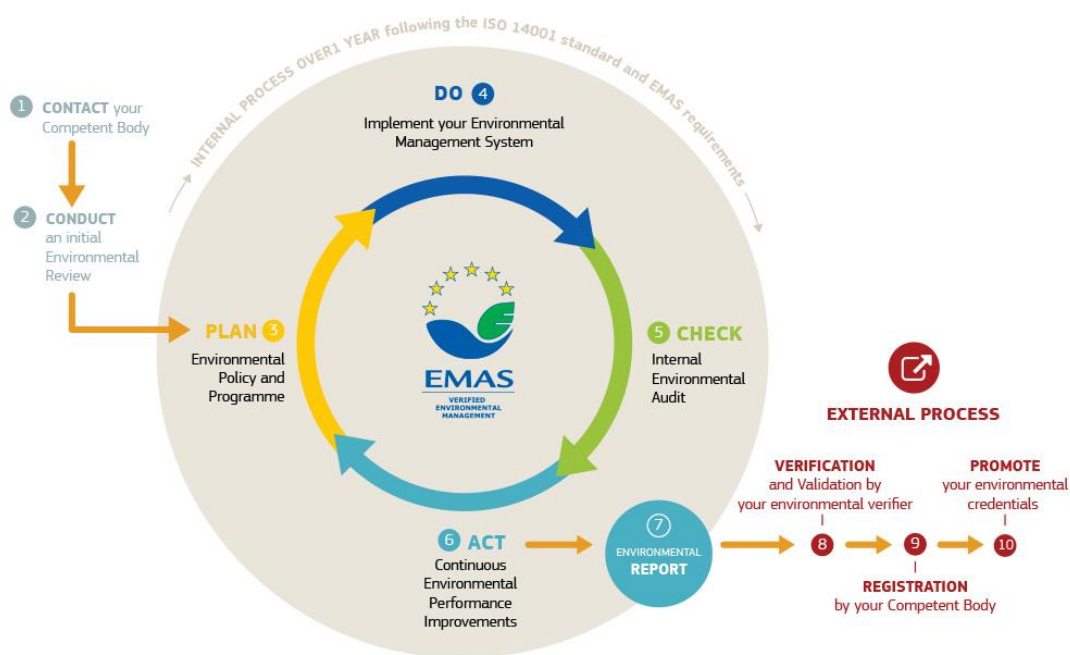 INTERNAL PROCESS OVER1 YEAR following the ISO 14001 standard and EMAS requirements
1 CONTACT your
Competent Body
2 CONDUCT
an initial
Environmental
Review
PLAN 3
Environmental
Policy and
Programme
DO 4
Implement your Environmental
Management System
EMAS
VERIFIED
ENVIRONMENTAL
MANAGEMENT
5 CHECK
Internal
Environmental
Audit
6 ACT
Continuous
Environmental
Performance
Improvements
7
ENVIRONMENTAL
REPORT
EXTERNAL PROCESS
VERIFICATION
and Validation by
your environmental verifier
8
9
REGISTRATION
by your Competent Body
PROMOTE
your environmental
credentials
10